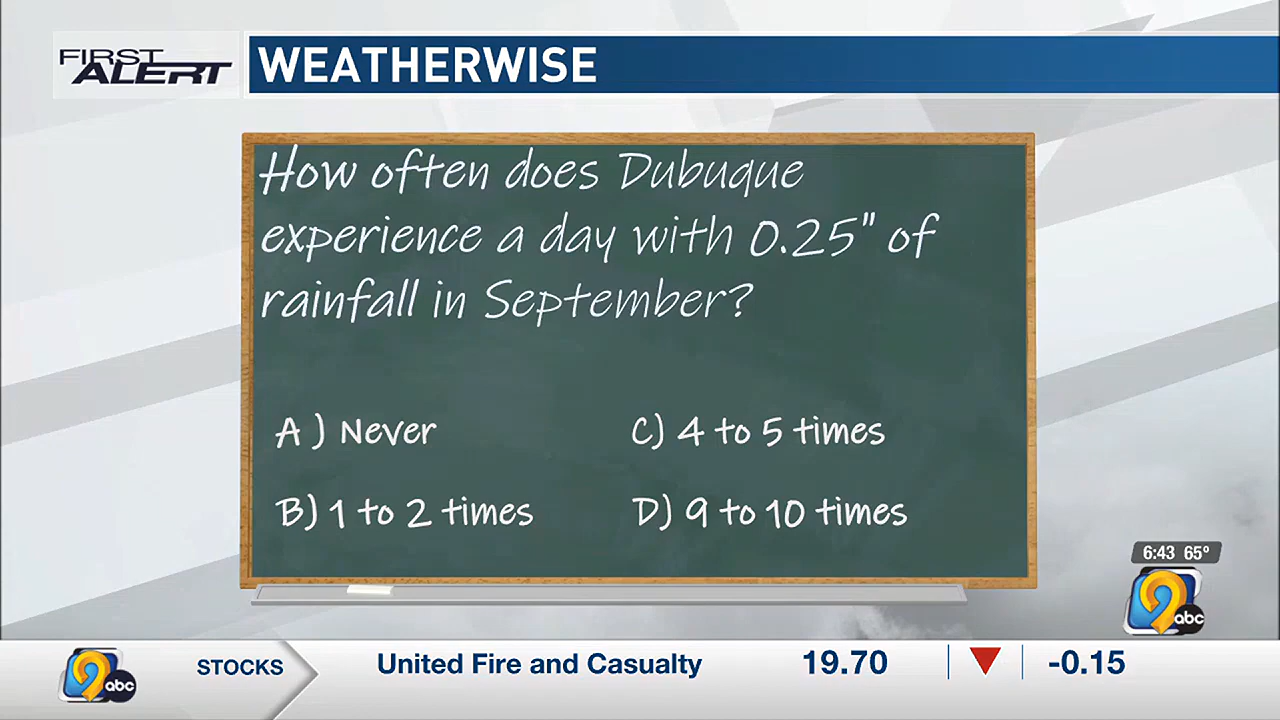 FIRST
ALERT
WEATHERWISE
How often does Dubuque
experience a day with 0.25" of
rainfall in September?
A ) Never
C) 4 to 5 times
B) 1 to 2 times
D) 9 to 10 times
6:43 65°
9 abc
9 abc
STOCKS
United Fire and Casualty 19.70 -0.15